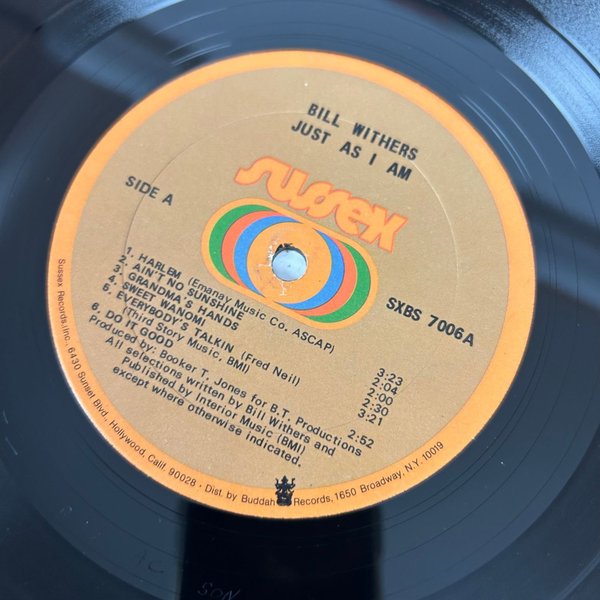 BILL WITHERS
JUST AS I AM
sussex
SIDE A
SXBS 7006A
1. HARLEM (Emanay Music Co. ASCAP) 3:23
2. AIN'T NO SUNSHINE 2:04
3. GRANDMA'S HANDS 2:00
4. SWEET WANOMI 2:30
5. EVERYBODY'S TALKIN (Fred Neil) 3:21
(Third Story Music, BMI)
6. DO IT GOOD 2:52
Produced by: Booker T. Jones for B.T. Productions
All selections written by Bill Withers and
Published by Interior Music (BMI)
except where otherwise indicated.
Sussex Records, Inc., 6430 Sunset Blvd., Hollywood, Calif. 90028 • Dist. by Buddah Records, 1650 Broadway, N.Y. 10019